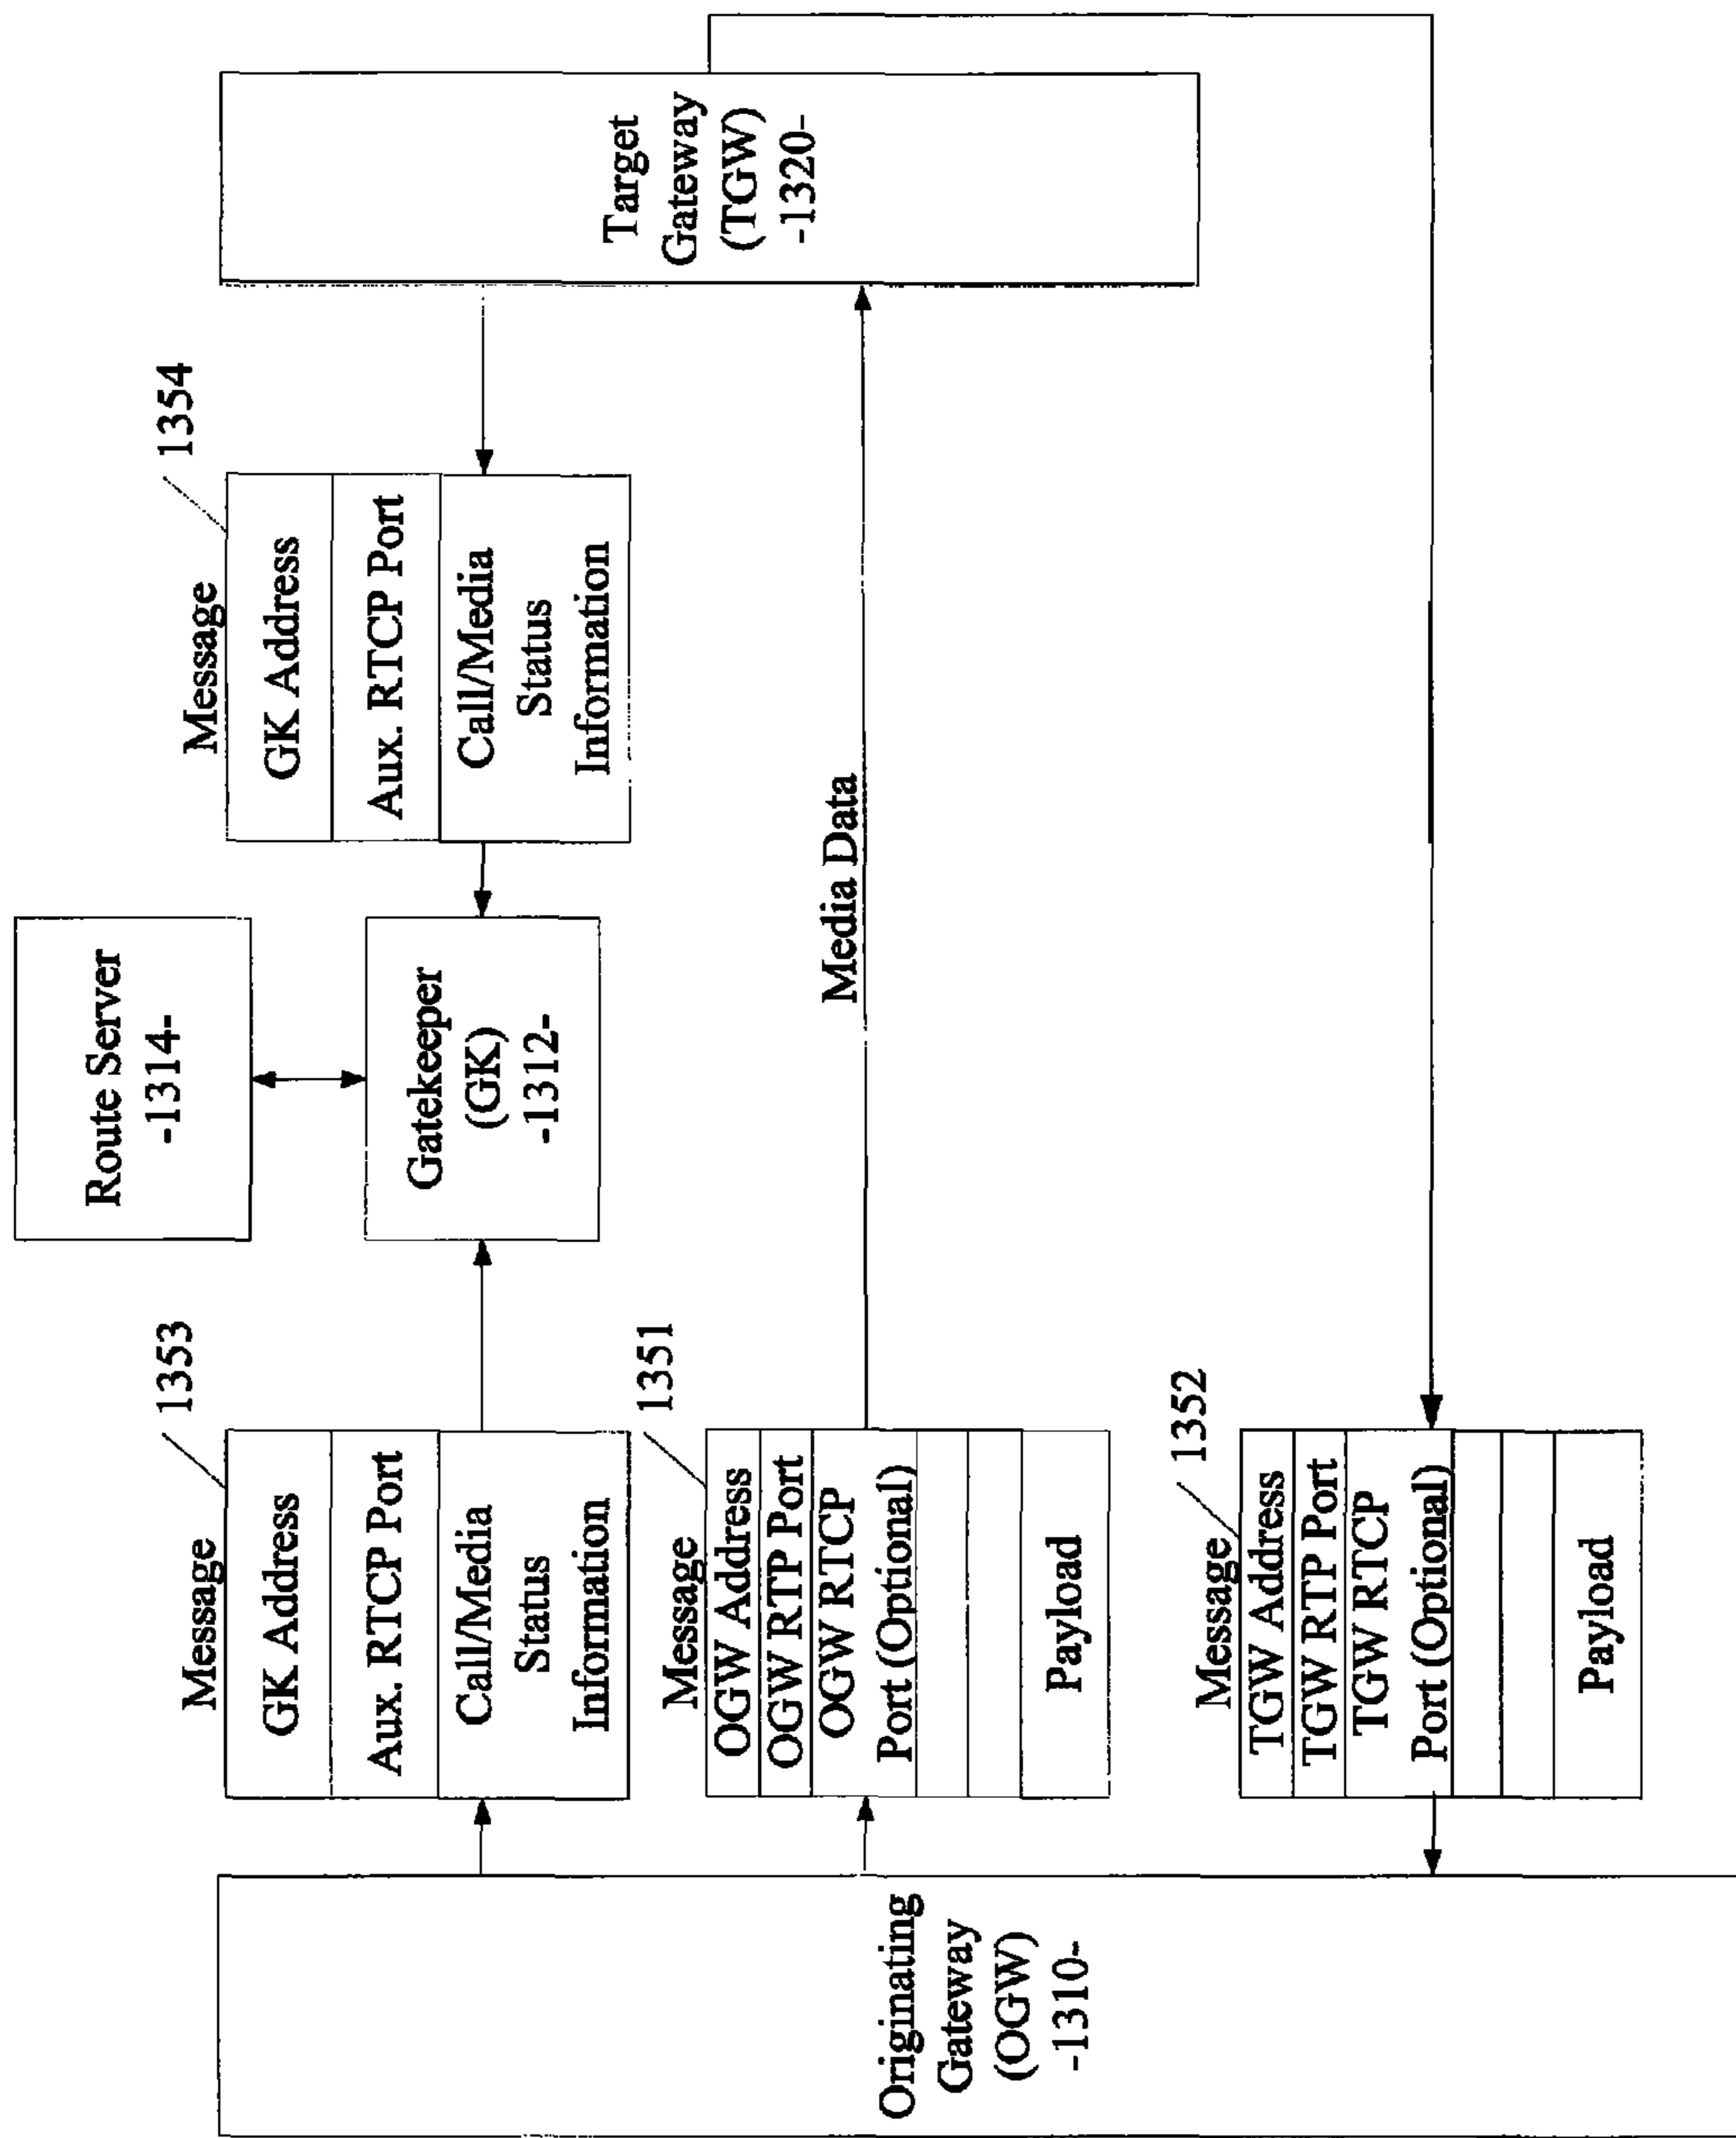 Route Server
-1314-
Message
1353
GK Address
Aux. RTCP Port
Call/Media
Status
Information
Gatekeeper
(GK)
-1312-
Message
1354
GK Address
Aux. RTCP Port
Call/Media
Status
Information
Originating
Gateway
(OGW)
-1310-
Message
1351
OGW Address
OGW RTP Port
OGW RTCP
Port (Optional)
Payload
Media Data
Target
Gateway
(TGW)
-1320-
Message
1352
TGW Address
TGW RTP Port
TGW RTCP
Port (Optional)
Payload